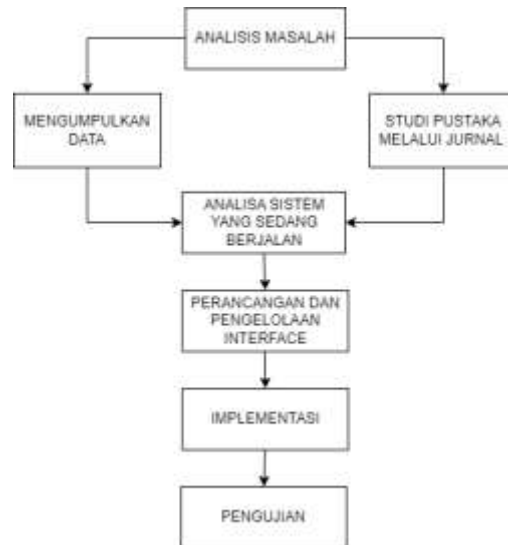 ANALISIS MASALAH
MENGUMPULKAN
DATA
STUDI PUSTAKA
MELALUI JURNAL
ANALISA SISTEM
YANG SEDANG
BERJALAN
PERANCANGAN DAN
PENGELOLAAN
INTERFACE
IMPLEMENTASI
PENGUJIAN